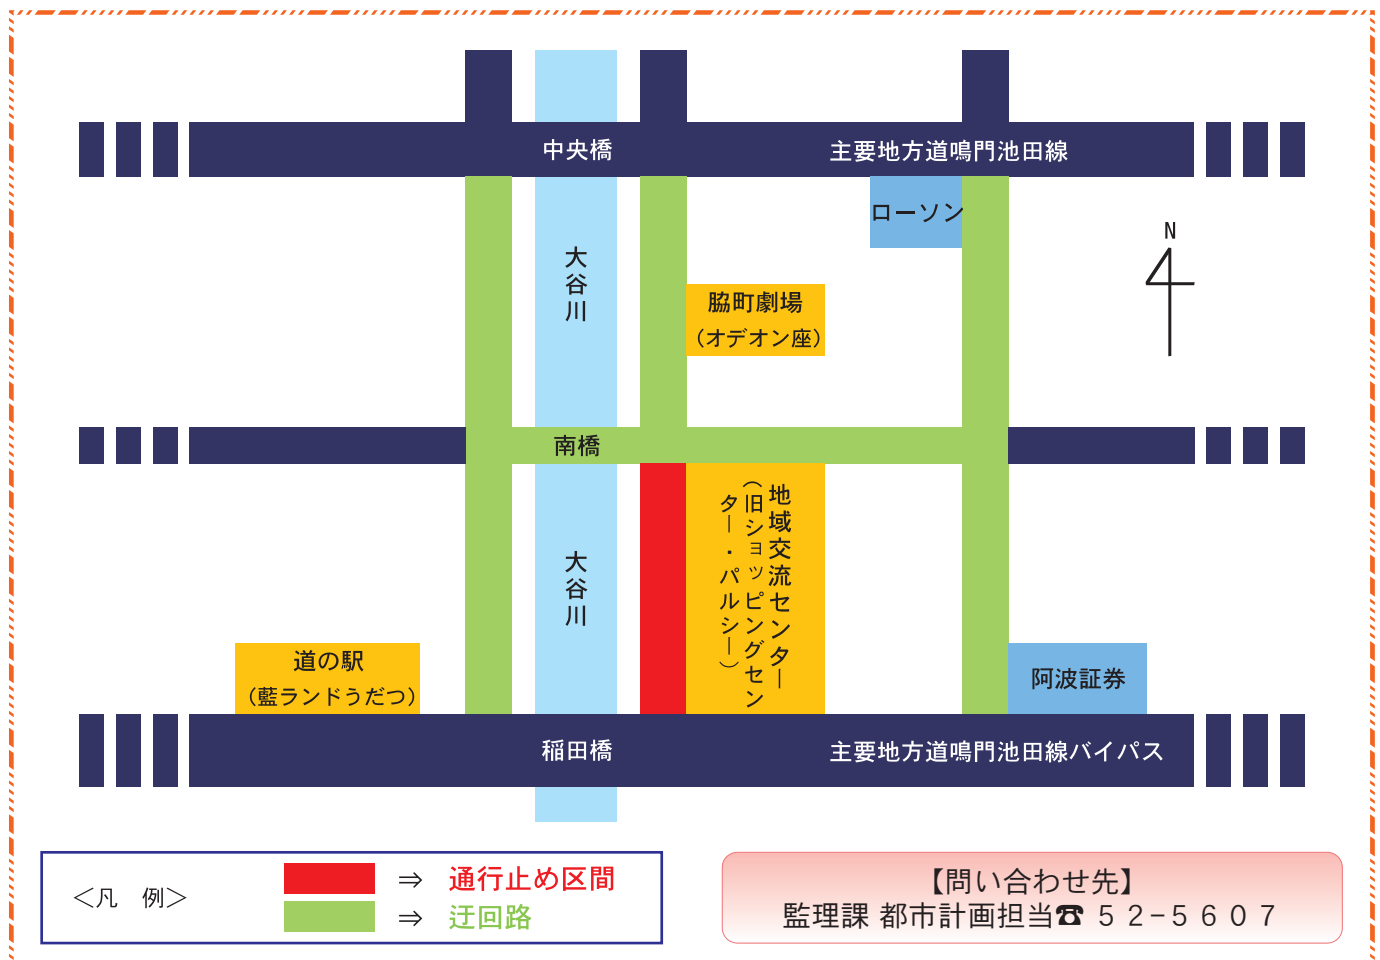 中央橋
主要地方道鳴門池田線
ローソン
N
大谷川
脇町劇場
（オデオン座）
南橋
地域交流センター
（旧ショッピングセン
ター・パルシー）
大谷川
道の駅
（藍ランドうだつ）
阿波証券
稲田橋
主要地方道鳴門池田線バイパス
＜凡　例＞
⇒ 通行止め区間
⇒ 迂回路
【問い合わせ先】
監理課 都市計画担当☎ ５２−５６０７